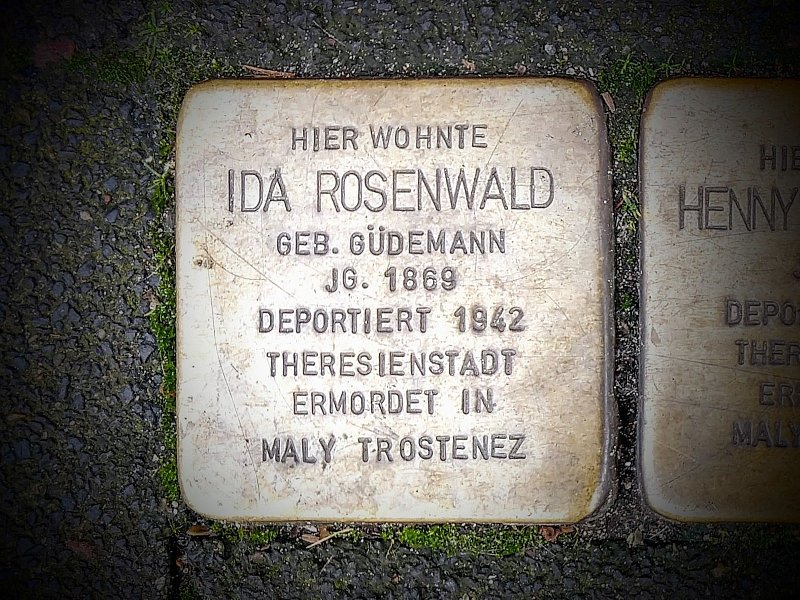 HIER WOHNTE
IDA ROSENWALD
GEB. GÜDEMANN
JG. 1869
DEPORTIERT 1942
THERESIENSTADT
ERMORDET IN
MALY TROSTENEZ
HENNY